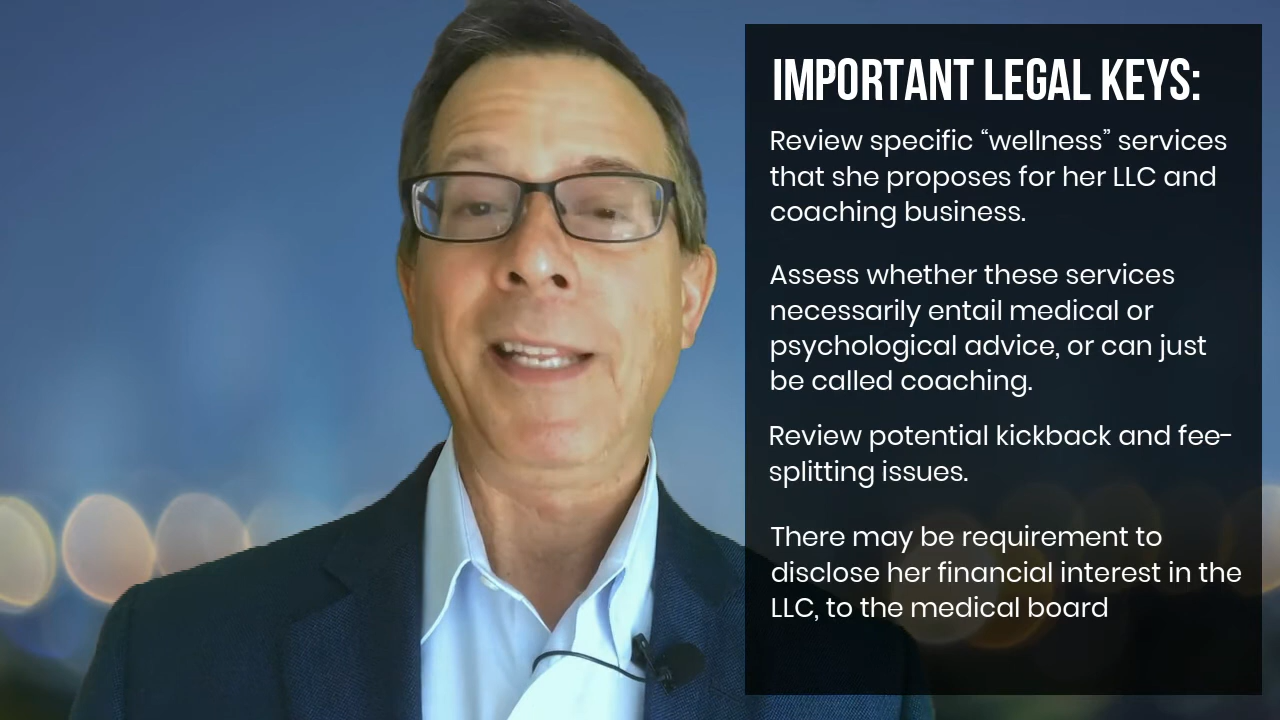 IMPORTANT LEGAL KEYS:
Review specific “wellness” services
that she proposes for her LLC and
coaching business.
Assess whether these services
necessarily entail medical or
psychological advice, or can just
be called coaching.
Review potential kickback and fee-
splitting issues.
There may be requirement to
disclose her financial interest in the
LLC, to the medical board